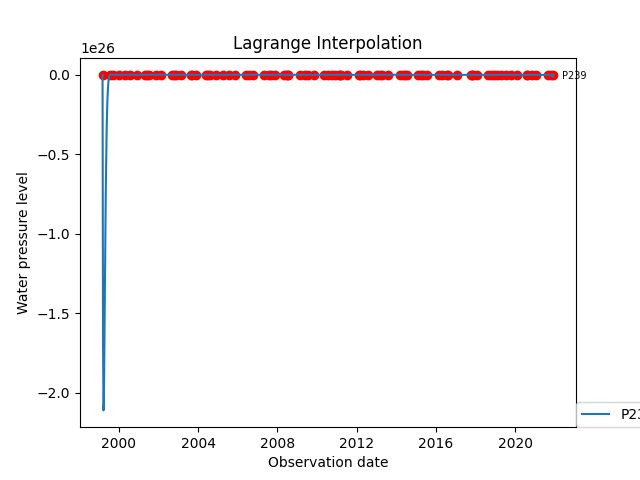 Lagrange Interpolation
1e26
0.0
−0.5
−1.0
−1.5
−2.0
Water pressure level
P239
P23
2000 2004 2008 2012 2016 2020
Observation date